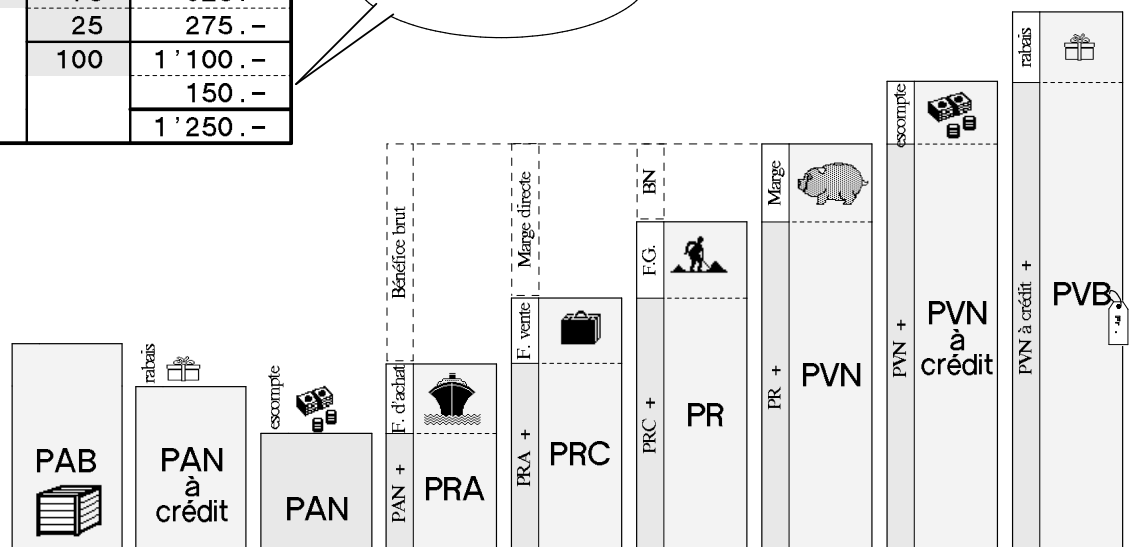 25 275.–
100 1'100.–
150.–
1'250.–
PAB
rabais
PAN
à
crédit
escompte
PAN
Bénéfice brut
F. d'achat
PAN +
PRA
Marge directe
F. vente
PRA +
PRC
BN
F.G.
PRC +
PR
Marge
PR +
PVN
escompte
PVN +
PVN
à
crédit
rabais
PVN à crédit +
PVB
Fr.